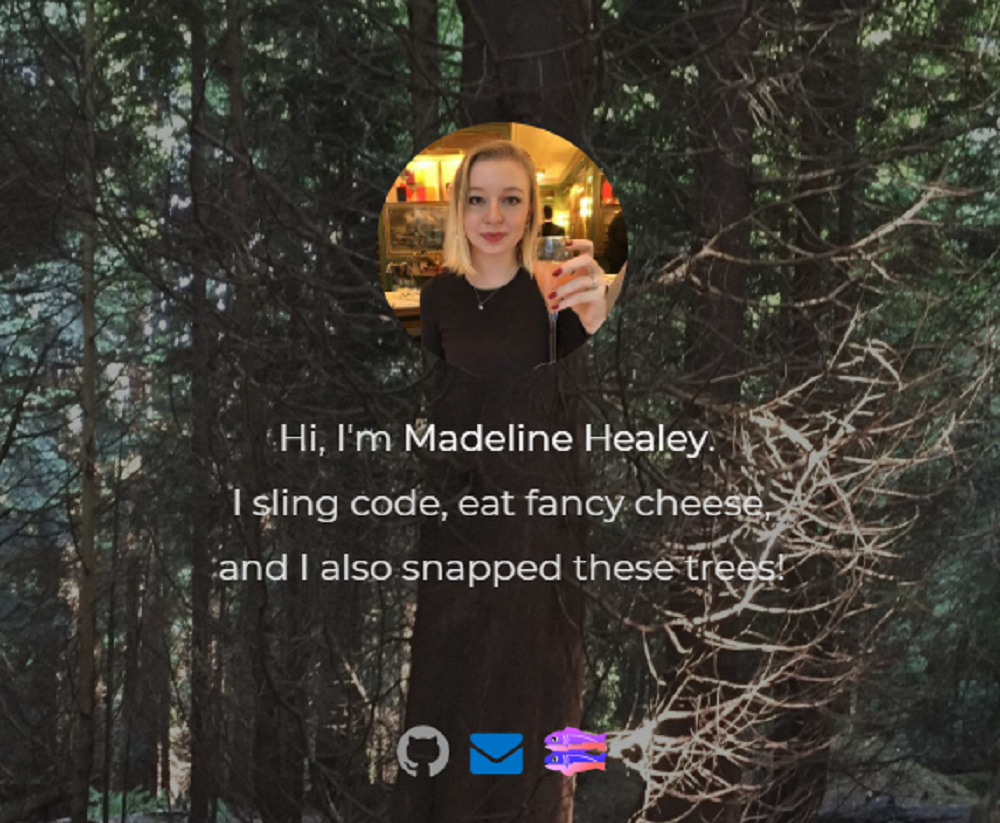 Hi, I'm Madeline Healey.
I sling code, eat fancy cheese,
and I also snapped these trees!